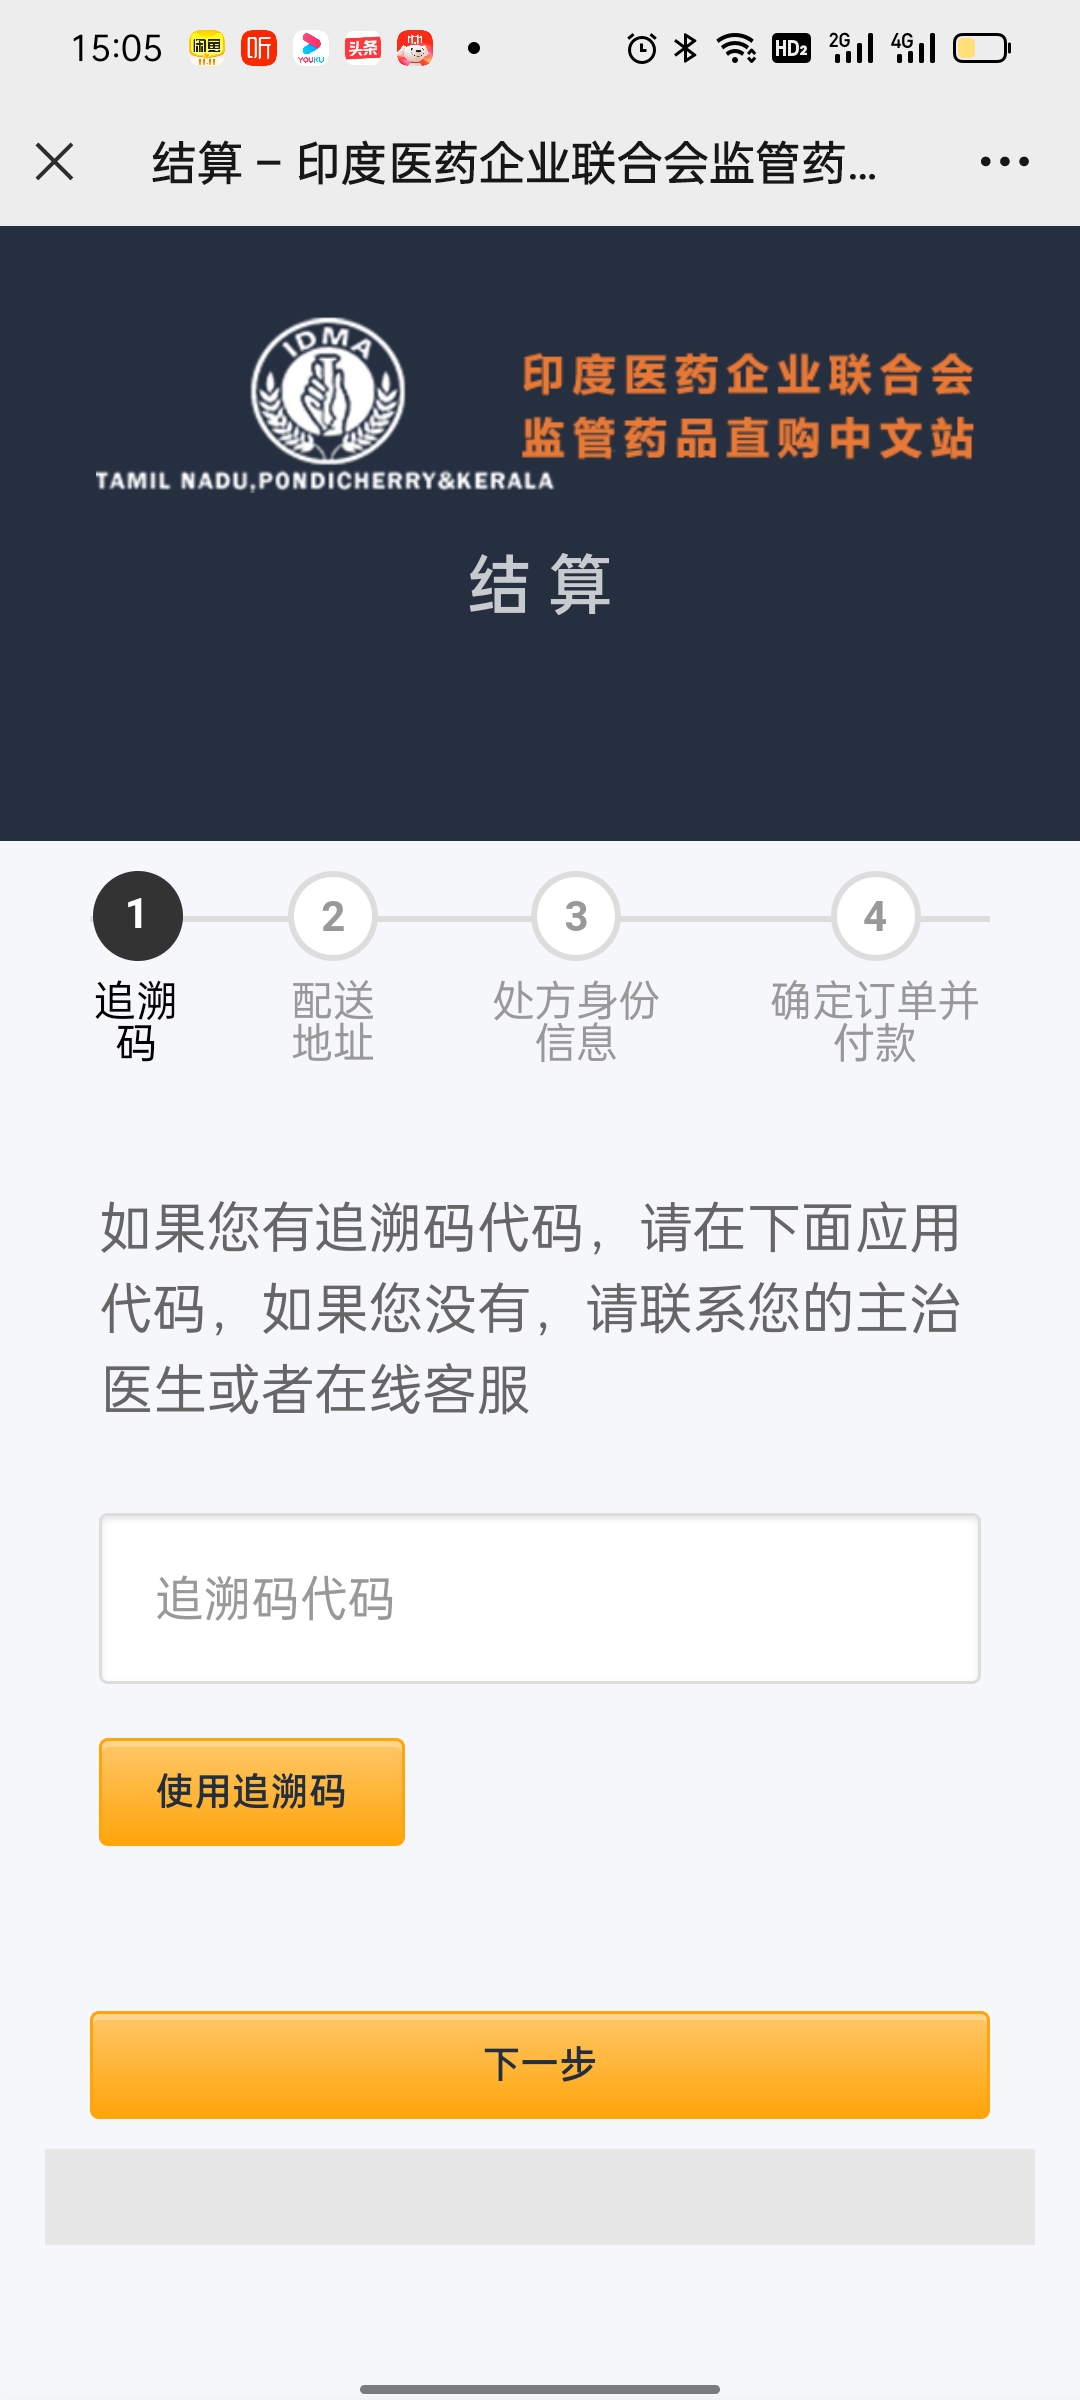 15:05
闲鱼
听
YOUKU
头条
11.11
HD2
2G
4G
结算 – 印度医药企业联合会监管药...
IDMA
TAMIL NADU,PONDICHERRY&KERALA
印度医药企业联合会
监管药品直购中文站
结算
1
2
3
4
追溯
码
配送
地址
处方身份
信息
确定订单并
付款
如果您有追溯码代码，请在下面应用
代码，如果您没有，请联系您的主治
医生或者在线客服
追溯码代码
使用追溯码
下一步